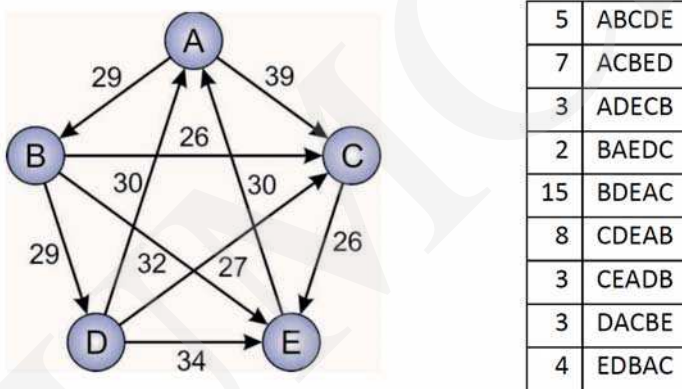 A
29
39
B
26
C
30
30
29
32
27
26
D
E
34
5 ABCDE
7 ACBED
3 ADECB
2 BAEDC
15 BDEAC
8 CDEAB
3 CEADB
3 DACBE
4 EDBAC